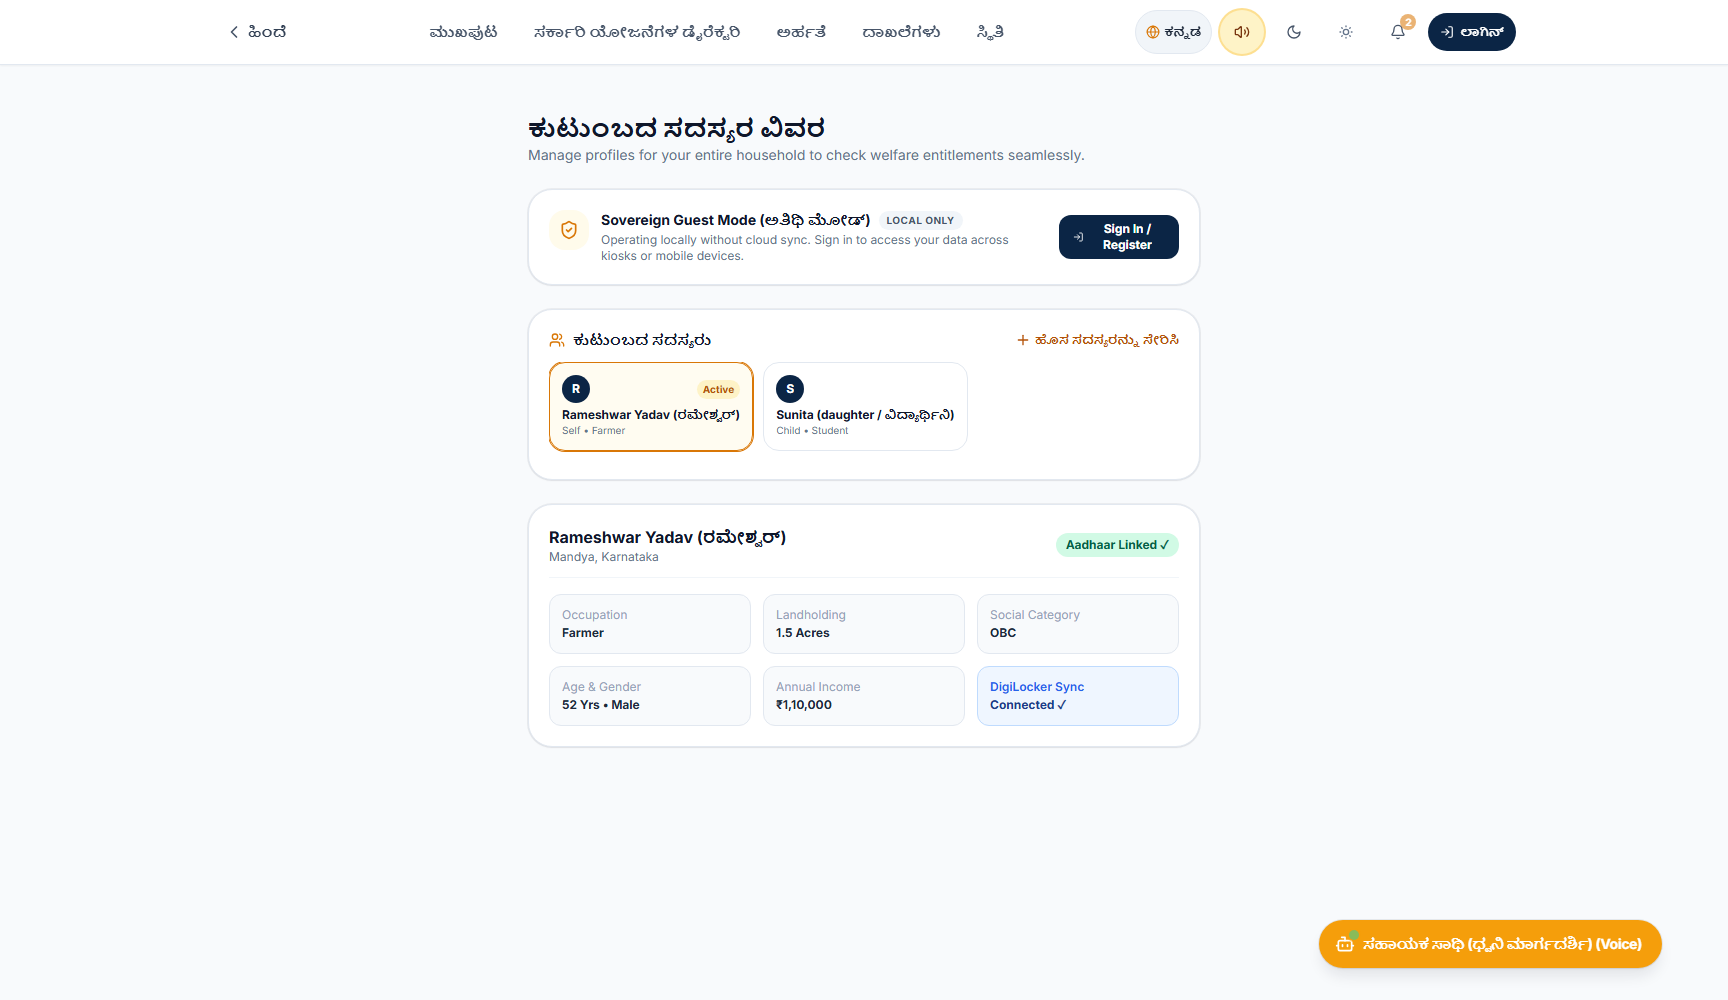 ಹಿಂದೆ
ಮುಖಪುಟ
ಸರ್ಕಾರಿ ಯೋಜನೆಗಳ ಡೈರೆಕ್ಟರಿ
ಅರ್ಹತೆ
ದಾಖಲೆಗಳು
ಸ್ಥಿತಿ
ಕನ್ನಡ
2
ಲಾಗಿನ್
ಕುಟುಂಬದ ಸದಸ್ಯರ ವಿವರ
Manage profiles for your entire household to check welfare entitlements seamlessly.
Sovereign Guest Mode (ಅತಿಥಿ ಮೋಡ್) LOCAL ONLY
Operating locally without cloud sync. Sign in to access your data across
kiosks or mobile devices.
Sign In /
Register
ಕುಟುಂಬದ ಸದಸ್ಯರು
+ ಹೊಸ ಸದಸ್ಯರನ್ನು ಸೇರಿಸಿ
R
Active
Rameshwar Yadav (ರಮೇಶ್ವರ್)
Self • Farmer
S
Sunita (daughter / ವಿದ್ಯಾರ್ಥಿನಿ)
Child • Student
Rameshwar Yadav (ರಮೇಶ್ವರ್)
Mandya, Karnataka
Aadhaar Linked ✓
Occupation
Farmer
Landholding
1.5 Acres
Social Category
OBC
Age & Gender
52 Yrs • Male
Annual Income
₹1,10,000
DigiLocker Sync
Connected ✓
ಸಹಾಯಕ ಸಾಥಿ (ಧ್ವನಿ ಮಾರ್ಗದರ್ಶಿ) (Voice)